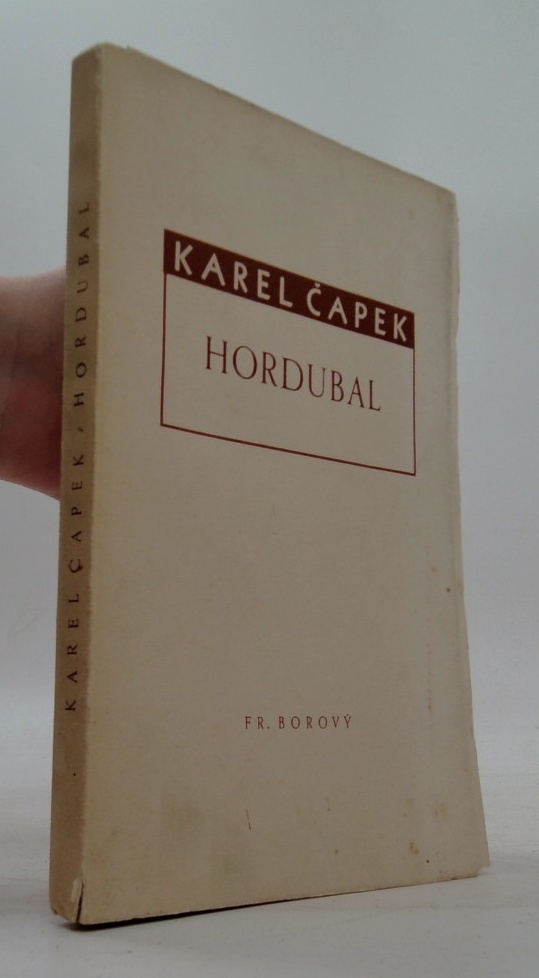 KAREL ČAPEK
HORDUBAL
FR. BOROVÝ
KAREL ČAPEK / HORDUBAL